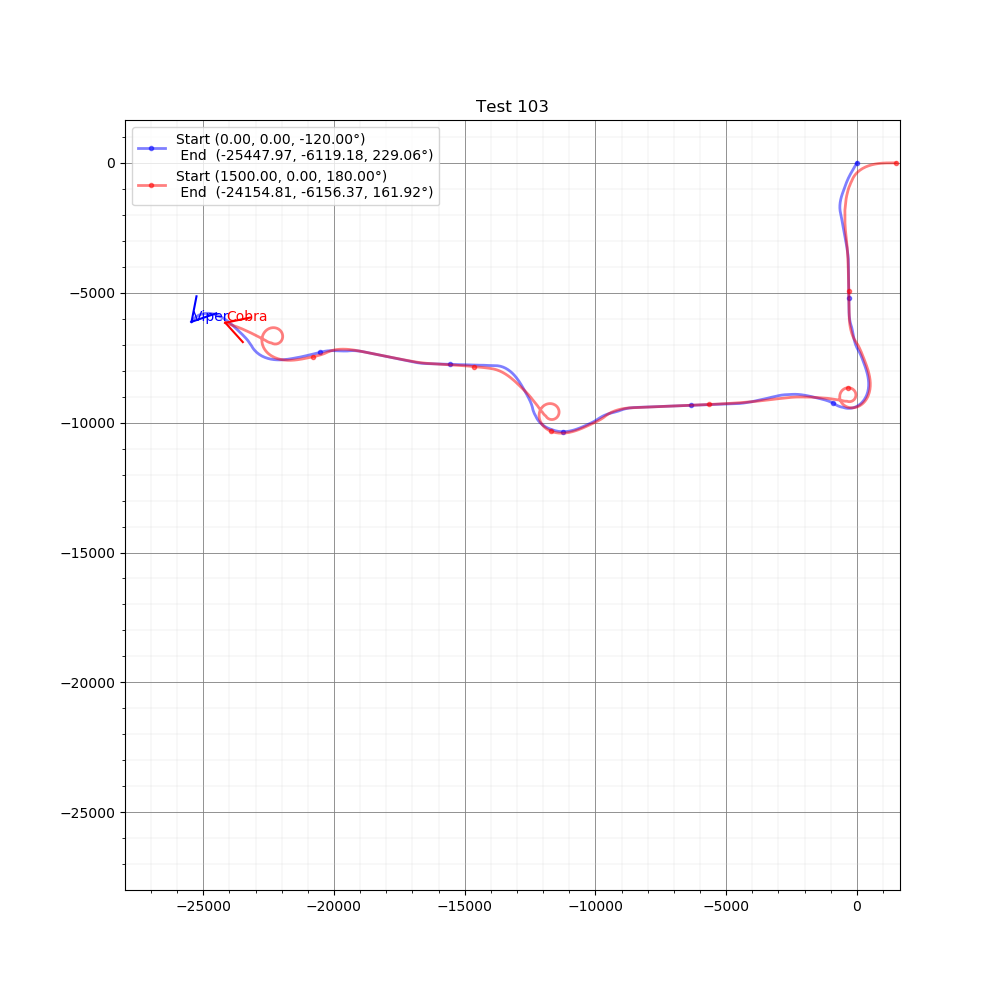 Test 103
Start (0.00, 0.00, -120.00°)
End (-25447.97, -6119.18, 229.06°)
Start (1500.00, 0.00, 180.00°)
End (-24154.81, -6156.37, 161.92°)
0
−5000
−10000
−15000
−20000
−25000
Viper Cobra
−25000 −20000 −15000 −10000 −5000 0